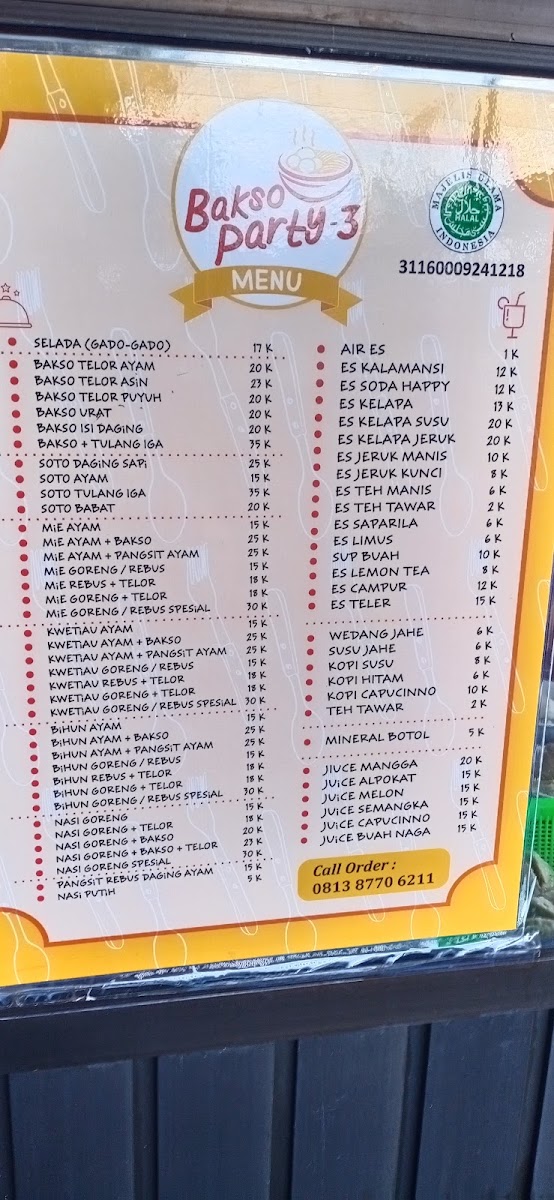 Bakso
Party-3
MENU
MAJELIS ULAMA
INDONESIA
حلال
HALAL
31160009241218
SELADA (GADO-GADO) 17 K
BAKSO TELOR AYAM 20 K
BAKSO TELOR ASIN 23 K
BAKSO TELOR PUYUH 20 K
BAKSO URAT 20 K
BAKSO ISI DAGING 20 K
BAKSO + TULANG IGA 35 K
SOTO DAGING SAPI 25 K
SOTO AYAM 15 K
SOTO TULANG IGA 35 K
SOTO BABAT 20 K
MIE AYAM 15 K
MIE AYAM + BAKSO 25 K
MIE AYAM + PANGSIT AYAM 25 K
MIE GORENG / REBUS 15 K
MIE REBUS + TELOR 18 K
MIE GORENG + TELOR 18 K
MIE GORENG / REBUS SPESIAL 30 K
KWETIAU AYAM 15 K
KWETIAU AYAM + BAKSO 25 K
KWETIAU AYAM + PANGSIT AYAM 25 K
KWETIAU GORENG / REBUS 15 K
KWETIAU REBUS + TELOR 18 K
KWETIAU GORENG + TELOR 18 K
KWETIAU GORENG / REBUS SPESIAL 30 K
BIHUN AYAM 15 K
BIHUN AYAM + BAKSO 25 K
BIHUN AYAM + PANGSIT AYAM 25 K
BIHUN GORENG / REBUS 15 K
BIHUN REBUS + TELOR 18 K
BIHUN GORENG + TELOR 18 K
BIHUN GORENG / REBUS SPESIAL 30 K
NASI GORENG 15 K
NASI GORENG + TELOR 18 K
NASI GORENG + BAKSO 20 K
NASI GORENG + BAKSO + TELOR 23 K
NASI GORENG SPESIAL 30 K
PANGSIT REBUS DAGING AYAM 15 K
NASI PUTIH 5 K
AIR ES 1 K
ES KALAMANSI 12 K
ES SODA HAPPY 12 K
ES KELAPA 13 K
ES KELAPA SUSU 20 K
ES KELAPA JERUK 20 K
ES JERUK MANIS 10 K
ES JERUK KUNCI 8 K
ES TEH MANIS 6 K
ES TEH TAWAR 2 K
ES SAPARILA 6 K
ES LIMUS 6 K
SUP BUAH 10 K
ES LEMON TEA 8 K
ES CAMPUR 12 K
ES TELER 15 K
WEDANG JAHE 6 K
SUSU JAHE 6 K
KOPI SUSU 8 K
KOPI HITAM 6 K
KOPI CAPUCINNO 10 K
TEH TAWAR 2 K
MINERAL BOTOL 5 K
JIUCE MANGGA 20 K
JUICE ALPOKAT 15 K
JUICE MELON 15 K
JUICE SEMANGKA 15 K
JUICE CAPUCINNO 15 K
JUICE BUAH NAGA 15 K
Call Order :
0813 8770 6211